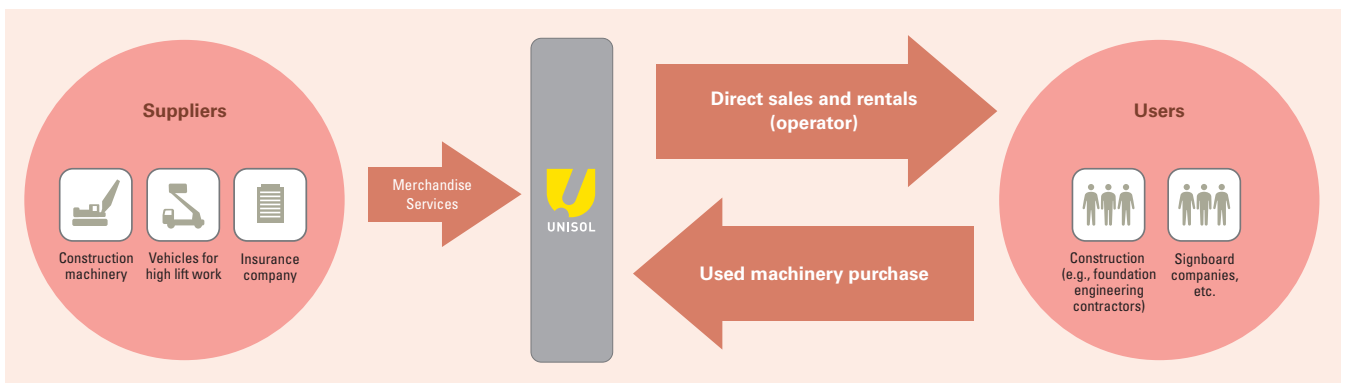 Suppliers
Construction
machinery
Vehicles for
high lift work
Insurance
company
Merchandise
Services
UNISOL
Direct sales and rentals
(operator)
Used machinery purchase
Users
Construction
(e.g., foundation
engineering
contractors)
Signboard
companies,
etc.